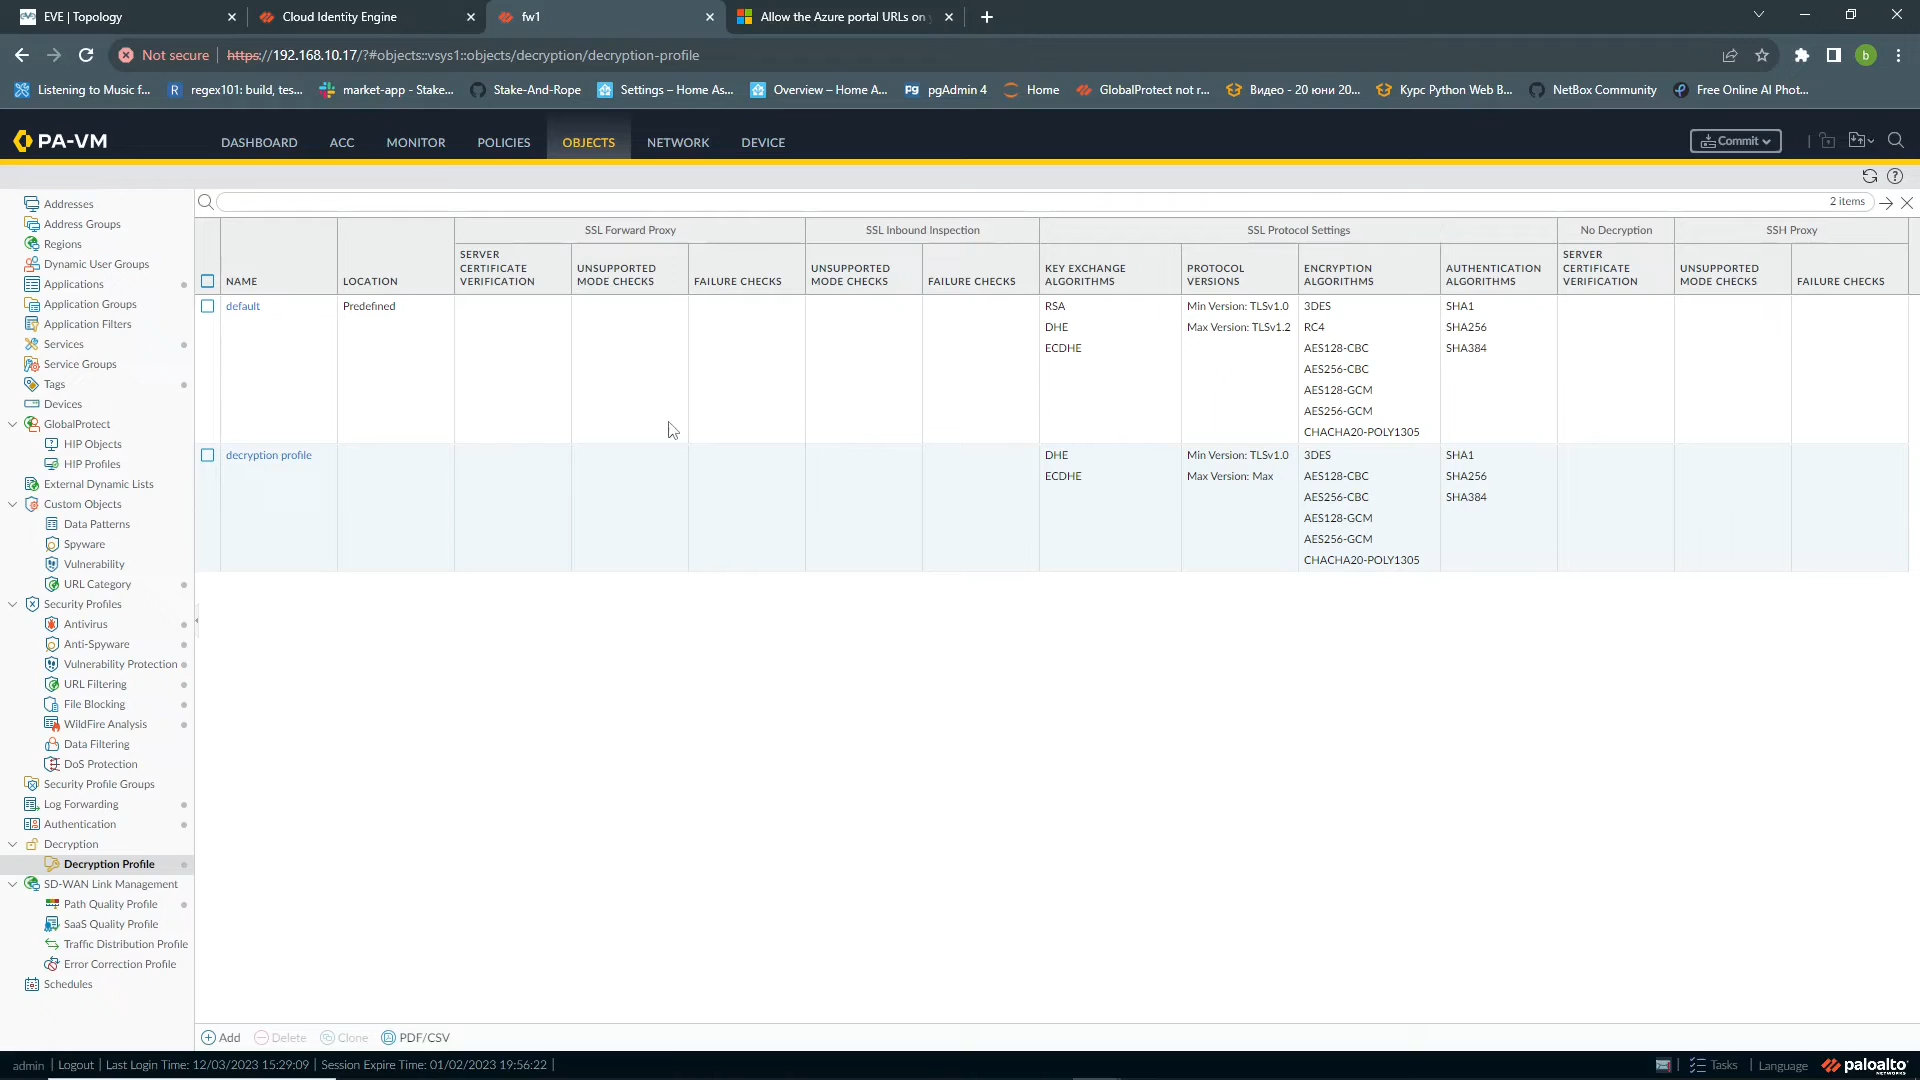 EVE | Topology
Cloud Identity Engine
fw1
Allow the Azure portal URLs on
Not secure
https://192.168.10.17/?#objects::vsys1::objects/decryption/decryption-profile
b
Listening to Music f...
regex101: build, tes...
market-app - Stake...
Stake-And-Rope
Settings – Home As...
Overview – Home A...
pgAdmin 4
Home
GlobalProtect not r...
Видео - 20 юни 20...
Курс Python Web B...
NetBox Community
Free Online AI Phot...
PA-VM
DASHBOARD
ACC
MONITOR
POLICIES
OBJECTS
NETWORK
DEVICE
Commit
2 items
Addresses
Address Groups
Regions
Dynamic User Groups
Applications
Application Groups
Application Filters
Services
Service Groups
Tags
Devices
GlobalProtect
HIP Objects
HIP Profiles
External Dynamic Lists
Custom Objects
Data Patterns
Spyware
Vulnerability
URL Category
Security Profiles
Antivirus
Anti-Spyware
Vulnerability Protection
URL Filtering
File Blocking
WildFire Analysis
Data Filtering
DoS Protection
Security Profile Groups
Log Forwarding
Authentication
Decryption
Decryption Profile
SD-WAN Link Management
Path Quality Profile
SaaS Quality Profile
Traffic Distribution Profile
Error Correction Profile
Schedules
SSL Forward Proxy
SSL Inbound Inspection
SSL Protocol Settings
No Decryption
SSH Proxy
NAME
LOCATION
SERVER
CERTIFICATE
VERIFICATION
UNSUPPORTED
MODE CHECKS
FAILURE CHECKS
UNSUPPORTED
MODE CHECKS
FAILURE CHECKS
KEY EXCHANGE
ALGORITHMS
PROTOCOL
VERSIONS
ENCRYPTION
ALGORITHMS
AUTHENTICATION
ALGORITHMS
SERVER
CERTIFICATE
VERIFICATION
UNSUPPORTED
MODE CHECKS
FAILURE CHECKS
default
Predefined
RSA
DHE
ECDHE
Min Version: TLSv1.0
Max Version: TLSv1.2
3DES
RC4
AES128-CBC
AES256-CBC
AES128-GCM
AES256-GCM
CHACHA20-POLY1305
SHA1
SHA256
SHA384
decryption profile
DHE
ECDHE
Min Version: TLSv1.0
Max Version: Max
3DES
AES128-CBC
AES256-CBC
AES128-GCM
AES256-GCM
CHACHA20-POLY1305
SHA1
SHA256
SHA384
Add
Delete
Clone
PDF/CSV
admin | Logout | Last Login Time: 12/03/2023 15:29:09 | Session Expire Time: 01/02/2023 19:56:22 |
Tasks | Language
paloalto
NETWORKS